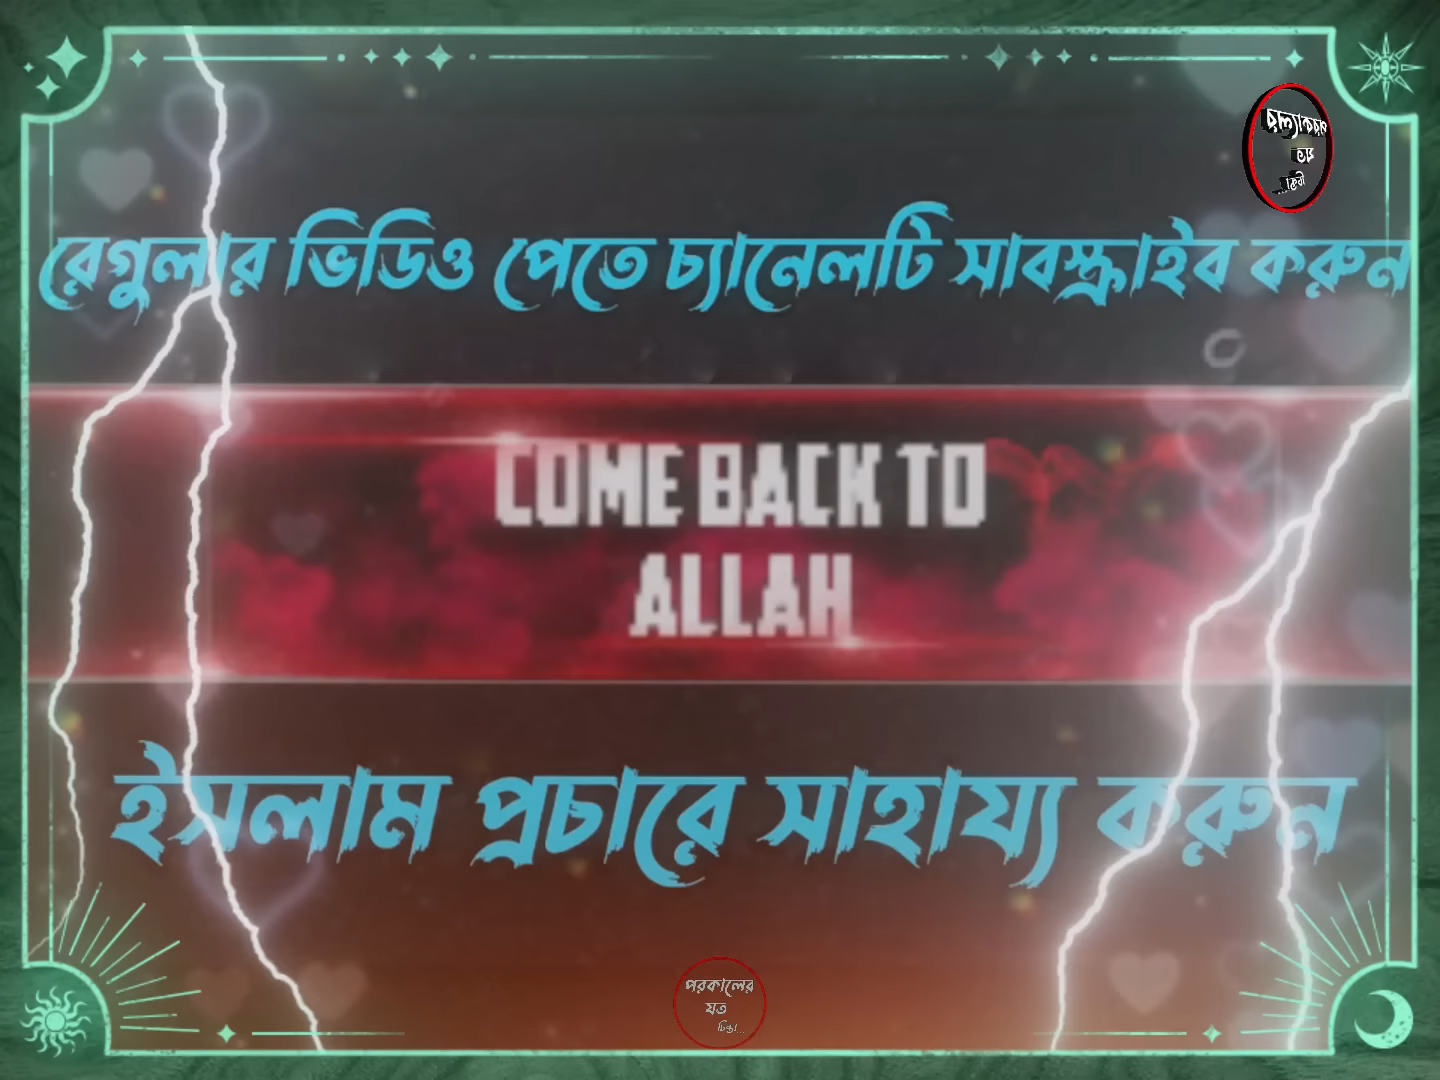 রেগুলার ভিডিও পেতে চ্যানেলটি সাবস্ক্রাইব করুন
COME BACK TO
ALLAH
ইসলাম প্রচারে সাহায্য করুন
পরকালের
যত
চিন্তা...